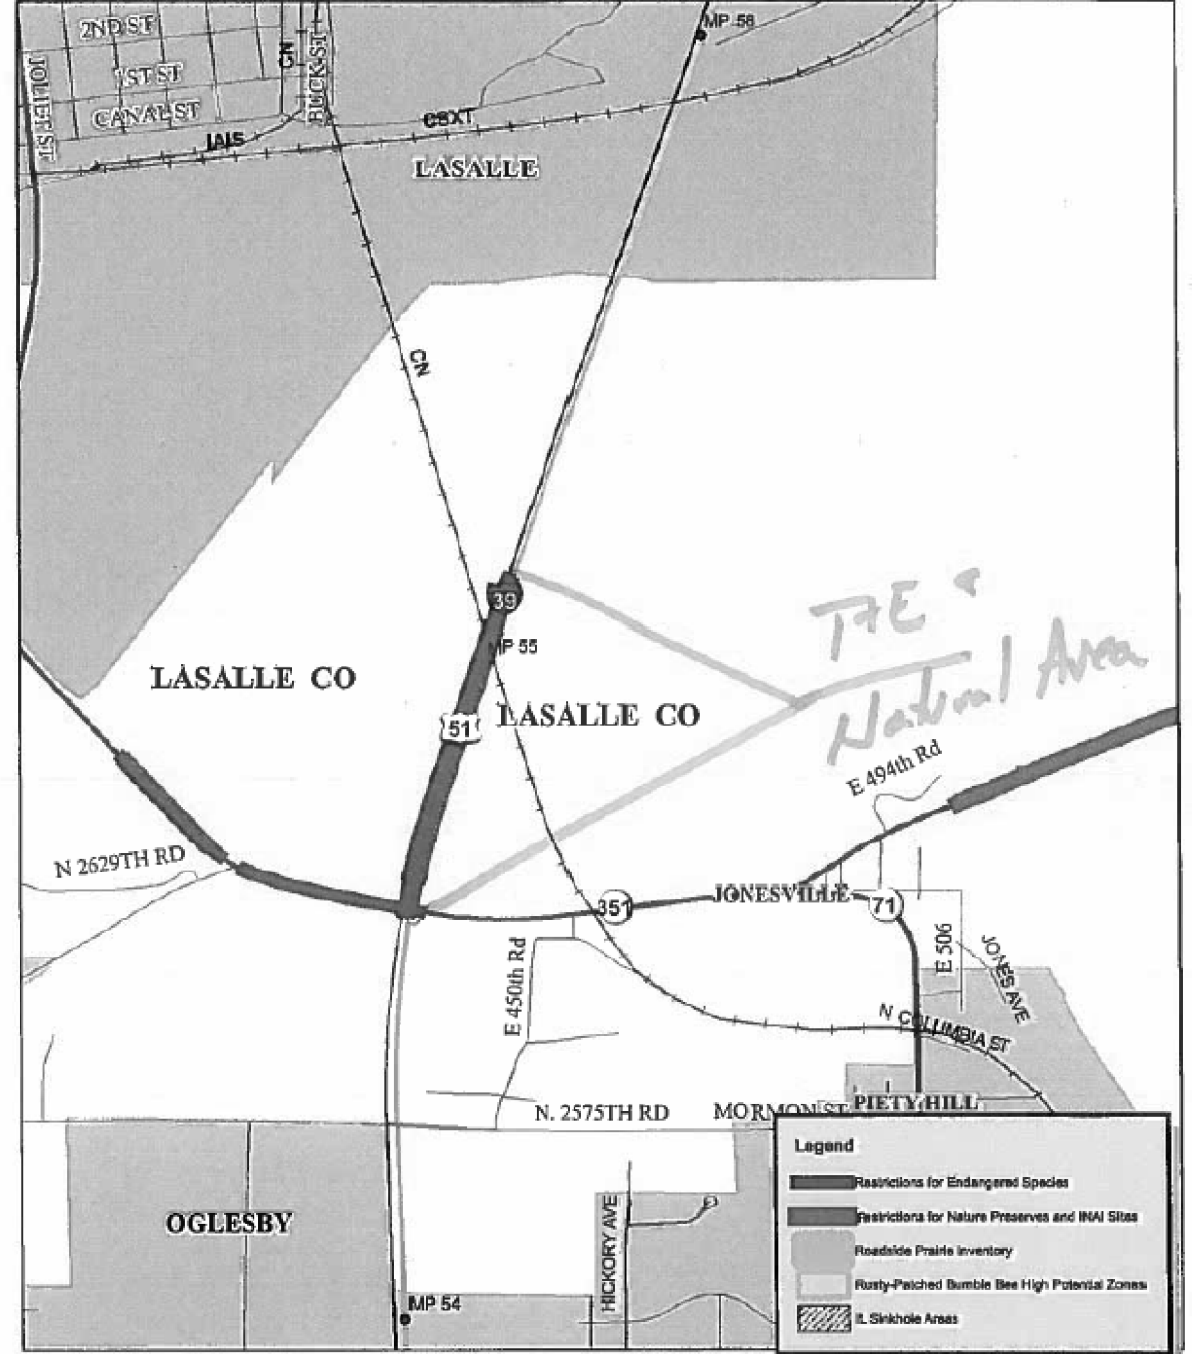 2ND ST
MP 58
CN
BUCK ST
JOLIET ST
1ST ST
CANAL ST
CSXT
IAIS
LASALLE
CN
39
T+E &
Natural Area
MP 55
LASALLE CO
LASALLE CO
51
E 494th Rd
N 2629TH RD
JONESVILLE
351
71
E 506
JONES AVE
E 450th Rd
N COLUMBIA ST
N. 2575TH RD
MORMON ST
PIETY HILL
Legend
Restrictions for Endangered Species
Restrictions for Nature Preserves and INAI Sites
Roadside Prairie Inventory
Rusty-Patched Bumble Bee High Potential Zones
IL Sinkhole Areas
OGLESBY
HICKORY AVE
MP 54